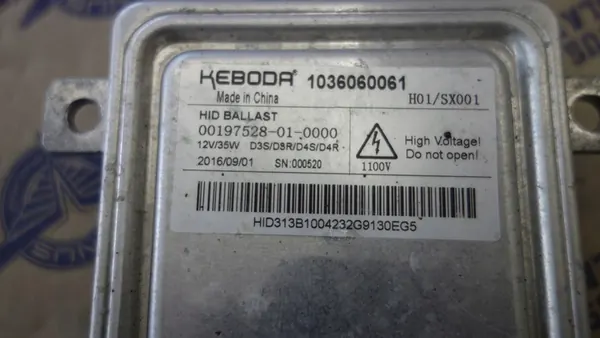 KEBODA® 1036060061
Made in China
H01/SX001
HID BALLAST
00197528-01-0000
12V/35W D3S/D3R/D4S/D4R
2016/09/01 SN:000520
1100V
High Voltage!
Do not open!
HID313B1004232G9130EG5